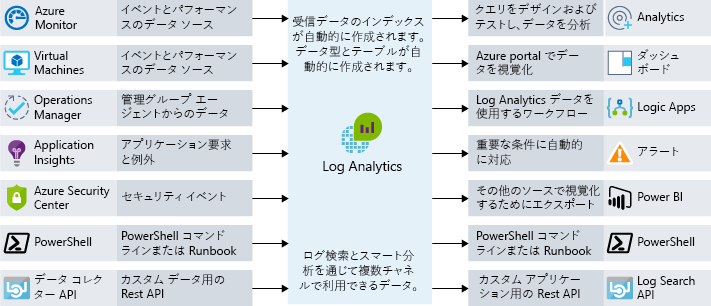 Azure
Monitor
イベントとパフォーマン
スのデータ ソース
Virtual
Machines
イベントとパフォーマン
スのデータ ソース
Operations
Manager
管理グループ エー
ジェントからのデータ
Application
Insights
アプリケーション要求
と例外
Azure Security
Center
セキュリティ イベント
PowerShell
PowerShell コマンド
ラインまたは Runbook
データ コレク
ター API
カスタム データ用の
Rest API
受信データのインデックス
が自動的に作成されます。
データ型とテーブルが自
動的に作成されます。
Log Analytics
ログ検索とスマート分
析を通じて複数チャネ
ルで利用できるデータ。
クエリをデザインおよび
テストし、データを分析
Analytics
Azure portal でデー
タを視覚化
ダッシュ
ボード
Log Analytics データを
使用するワークフロー
Logic Apps
重要な条件に自動的
に対応
アラート
その他のソースで視覚化
するためにエクスポート
Power BI
PowerShell コマンド
ラインまたは Runbook
PowerShell
カスタム アプリケー
ション用の Rest API
Log Search
API